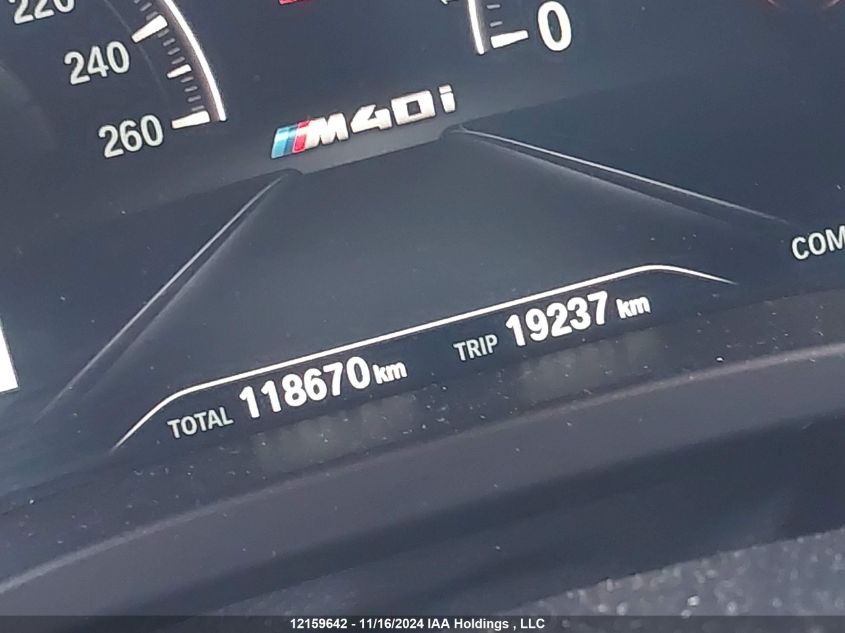 220
240
260
0
M40i
COM
TOTAL 118670 km TRIP 19237 km
12159642 - 11/16/2024 IAA Holdings , LLC